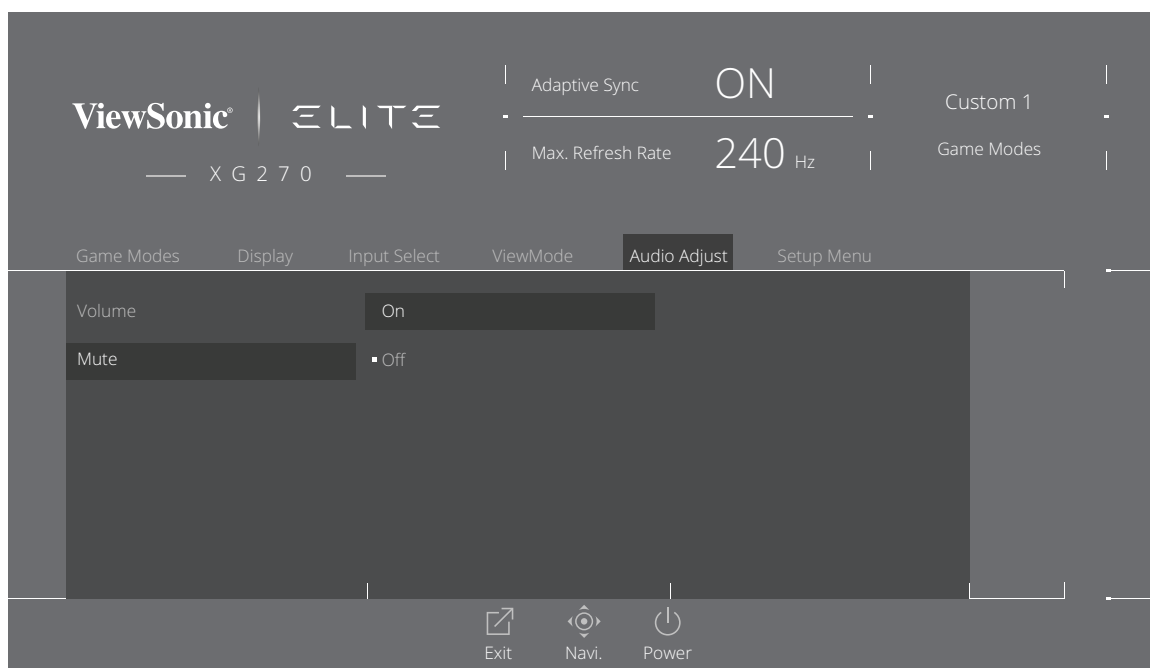 ViewSonic® ELITE
XG270
Adaptive Sync ON
Max. Refresh Rate 240 Hz
Custom 1
Game Modes
Game Modes Display Input Select ViewMode Audio Adjust Setup Menu
Volume On
Mute Off
Exit Navi. Power